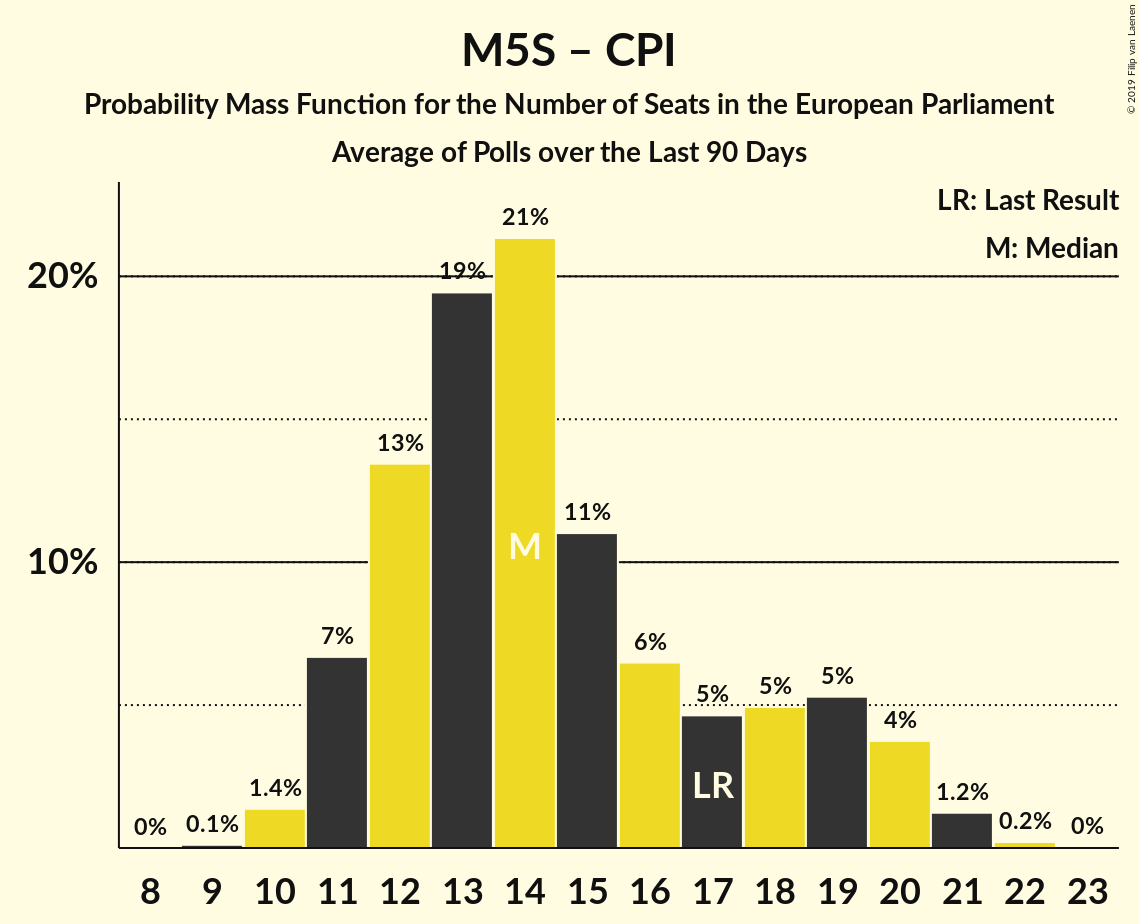 M5S – CPI
Probability Mass Function for the Number of Seats in the European Parliament
Average of Polls over the Last 90 Days
© 2019 Filip van Laenen
LR: Last Result
M: Median
20%
10%
0%
0.1%
1.4%
7%
13%
19%
21%
11%
6%
5%
5%
5%
4%
1.2%
0.2%
0%
M
LR
8 9 10 11 12 13 14 15 16 17 18 19 20 21 22 23